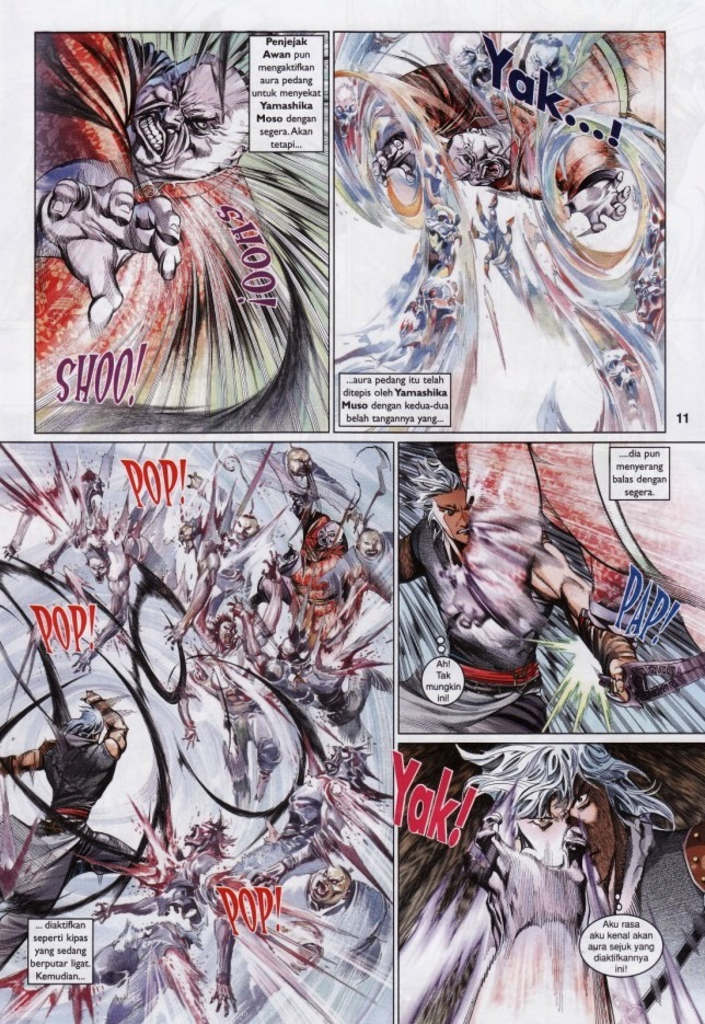 Penjejak
Awan pun
mengaktifkan
aura pedang
untuk menyekat
Yamashika
Moso dengan
segera. Akan
tetapi...
SHOO!
SHOO!
Yak...!
...aura pedang itu telah
ditepis oleh Yamashika
Muso dengan kedua-dua
belah tangannya yang...
11
POP!
POP!
POP!
POP!
... diaktifkan
seperti kipas
yang sedang
berputar ligat.
Kemudian...
....dia pun
menyerang
balas dengan
segera.
PAP!
Ah!
Tak
mungkin
ini!
Yak!
Aku rasa
aku kenal akan
aura sejuk yang
diaktifkannya
ini!